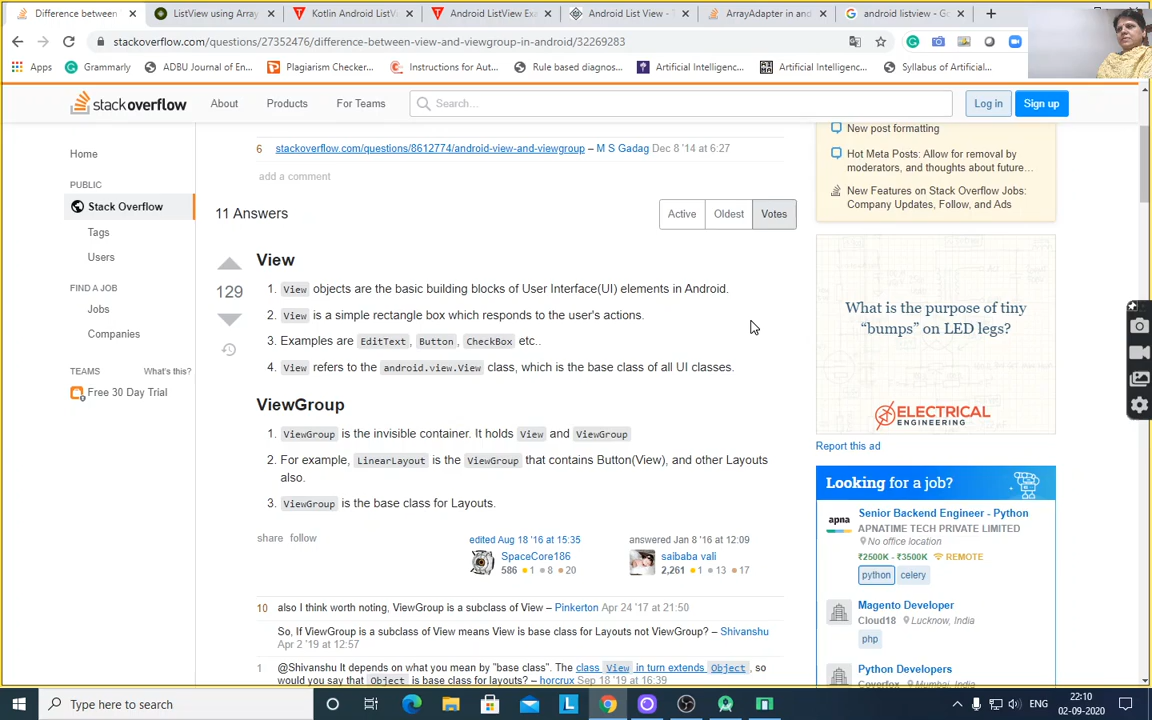 Difference between
ListView using Array
Kotlin Android ListV
Android ListView Exa
Android List View -
ArrayAdapter in and
android listview - Go
stackoverflow.com/questions/27352476/difference-between-view-and-viewgroup-in-android/32269283
Apps
Grammarly
ADBU Journal of En...
Plagiarism Checker...
Instructions for Aut...
Rule based diagnos...
Artificial Intelligenc...
Artificial Intelligenc...
Syllabus of Artificial...
stack overflow
About
Products
For Teams
Search...
Log in
Sign up
Home
PUBLIC
Stack Overflow
Tags
Users
FIND A JOB
Jobs
Companies
TEAMS
What's this?
Free 30 Day Trial
6 stackoverflow.com/questions/8612774/android-view-and-viewgroup – M S Gadag Dec 8 '14 at 6:27
add a comment
11 Answers
Active
Oldest
Votes
129
View
1. View objects are the basic building blocks of User Interface(UI) elements in Android.
2. View is a simple rectangle box which responds to the user's actions.
3. Examples are EditText, Button, CheckBox etc..
4. View refers to the android.view.View class, which is the base class of all UI classes.
ViewGroup
1. ViewGroup is the invisible container. It holds View and ViewGroup
2. For example, LinearLayout is the ViewGroup that contains Button(View), and other Layouts
also.
3. ViewGroup is the base class for Layouts.
share follow
edited Aug 18 '16 at 15:35
SpaceCore186
586 1 8 20
answered Jan 8 '16 at 12:09
saibaba vali
2,261 1 13 17
10 also I think worth noting, ViewGroup is a subclass of View – Pinkerton Apr 24 '17 at 21:50
So, If ViewGroup is a subclass of View means View is base class for Layouts not ViewGroup? – Shivanshu
Apr 2 '19 at 12:57
1 @Shivanshu It depends on what you mean by "base class". The class View in turn extends Object, so
would you say that Object is base class for layouts? – horcrux Sep 18 '19 at 16:39
New post formatting
Hot Meta Posts: Allow for removal by
moderators, and thoughts about future...
New Features on Stack Overflow Jobs:
Company Updates, Follow, and Ads
What is the purpose of tiny
"bumps" on LED legs?
ELECTRICAL
ENGINEERING
Report this ad
Looking for a job?
apna
Senior Backend Engineer - Python
APNATIME TECH PRIVATE LIMITED
No office location
₹2500K - ₹3500K REMOTE
python
celery
Magento Developer
Cloud18 Lucknow, India
php
Python Developers
Mumbai, India
Type here to search
ENG
22:10
02-09-2020